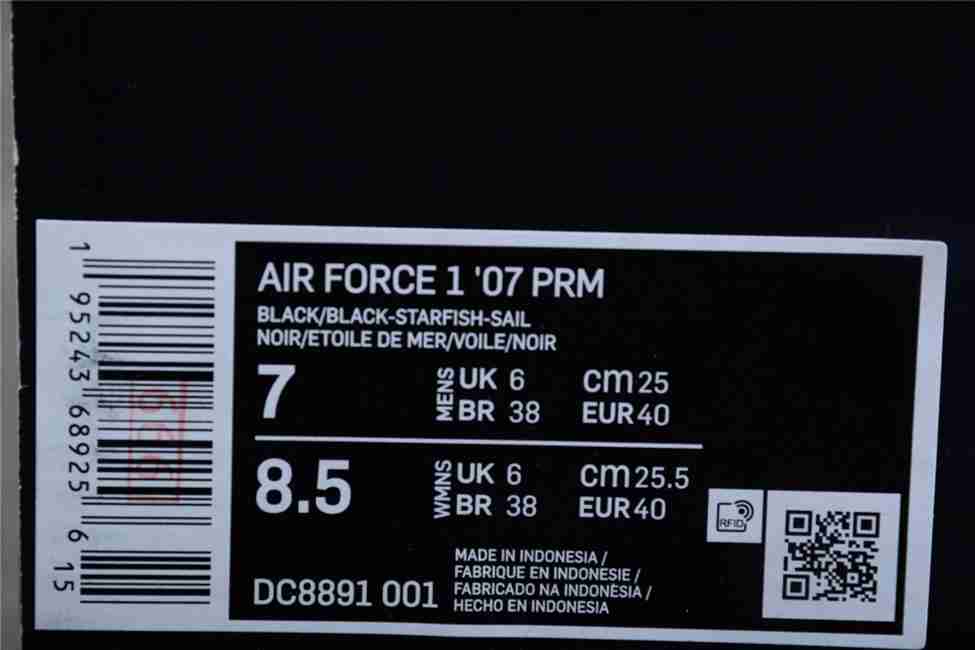 AIR FORCE 1 '07 PRM
BLACK/BLACK-STARFISH-SAIL
NOIR/ETOILE DE MER/VOILE/NOIR
7 MENS UK 6 cm 25
BR 38 EUR 40
8.5 WMNS UK 6 cm 25.5
BR 38 EUR 40
RFID
MADE IN INDONESIA /
FABRIQUE EN INDONESIE /
FABRICADO NA INDONESIA /
HECHO EN INDONESIA
DC8891 001
1 95243 68925 6 15